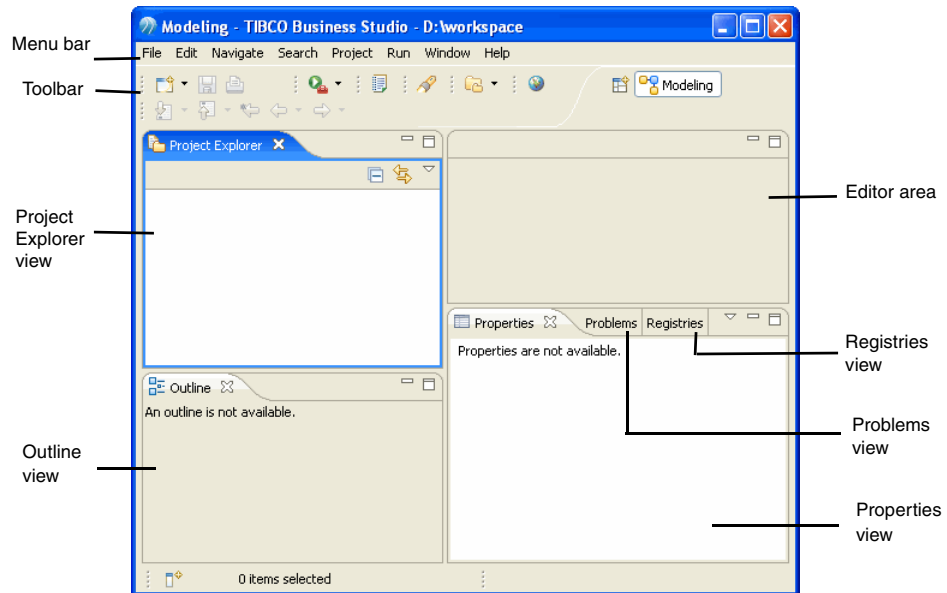 Modeling - TIBCO Business Studio - D:\workspace
Menu bar
File Edit Navigate Search Project Run Window Help
Toolbar
Modeling
Project Explorer
Editor area
Project
Explorer
view
Properties Problems Registries
Properties are not available.
Registries
view
Outline
An outline is not available.
Problems
view
Outline
view
Properties
view
0 items selected